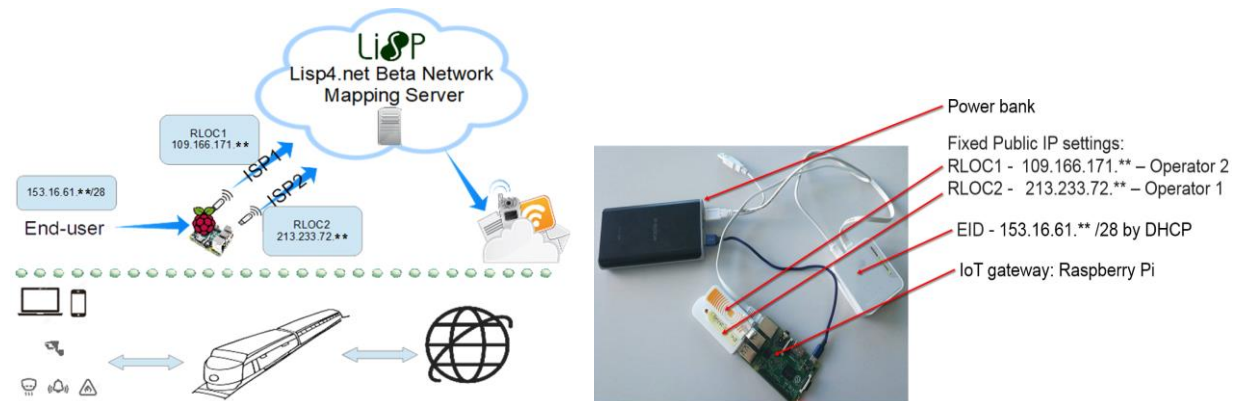 LiSP
Lisp4.net Beta Network
Mapping Server
RLOC1
109.166.171.**
ISP1
ISP2
153.16.61.**/28
End-user
RLOC2
213.233.72.**
Power bank
Fixed Public IP settings:
RLOC1 - 109.166.171.** – Operator 2
RLOC2 - 213.233.72.** – Operator 1
EID - 153.16.61.** /28 by DHCP
IoT gateway: Raspberry Pi